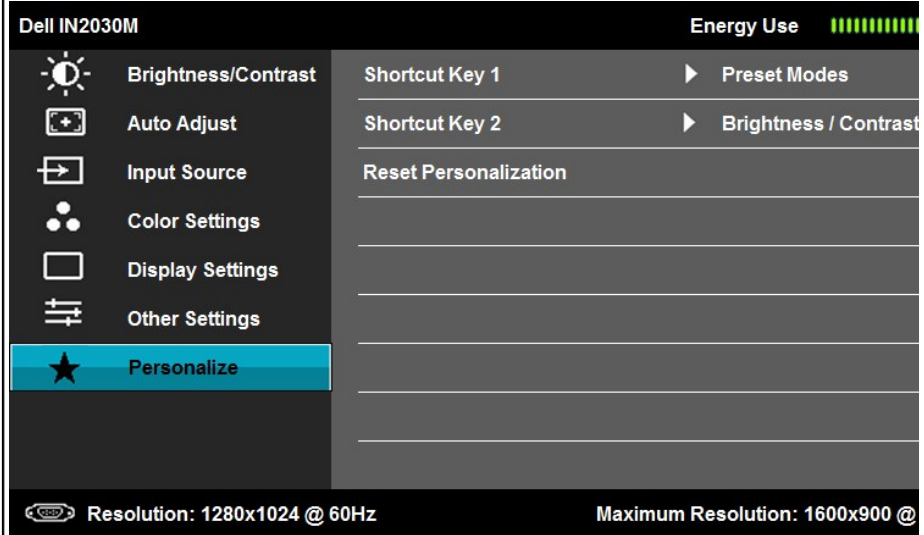 Dell IN2030M Energy Use
Brightness/Contrast Shortcut Key 1 Preset Modes
Auto Adjust Shortcut Key 2 Brightness / Contrast
Input Source Reset Personalization
Color Settings
Display Settings
Other Settings
Personalize
Resolution: 1280x1024 @ 60Hz Maximum Resolution: 1600x900 @